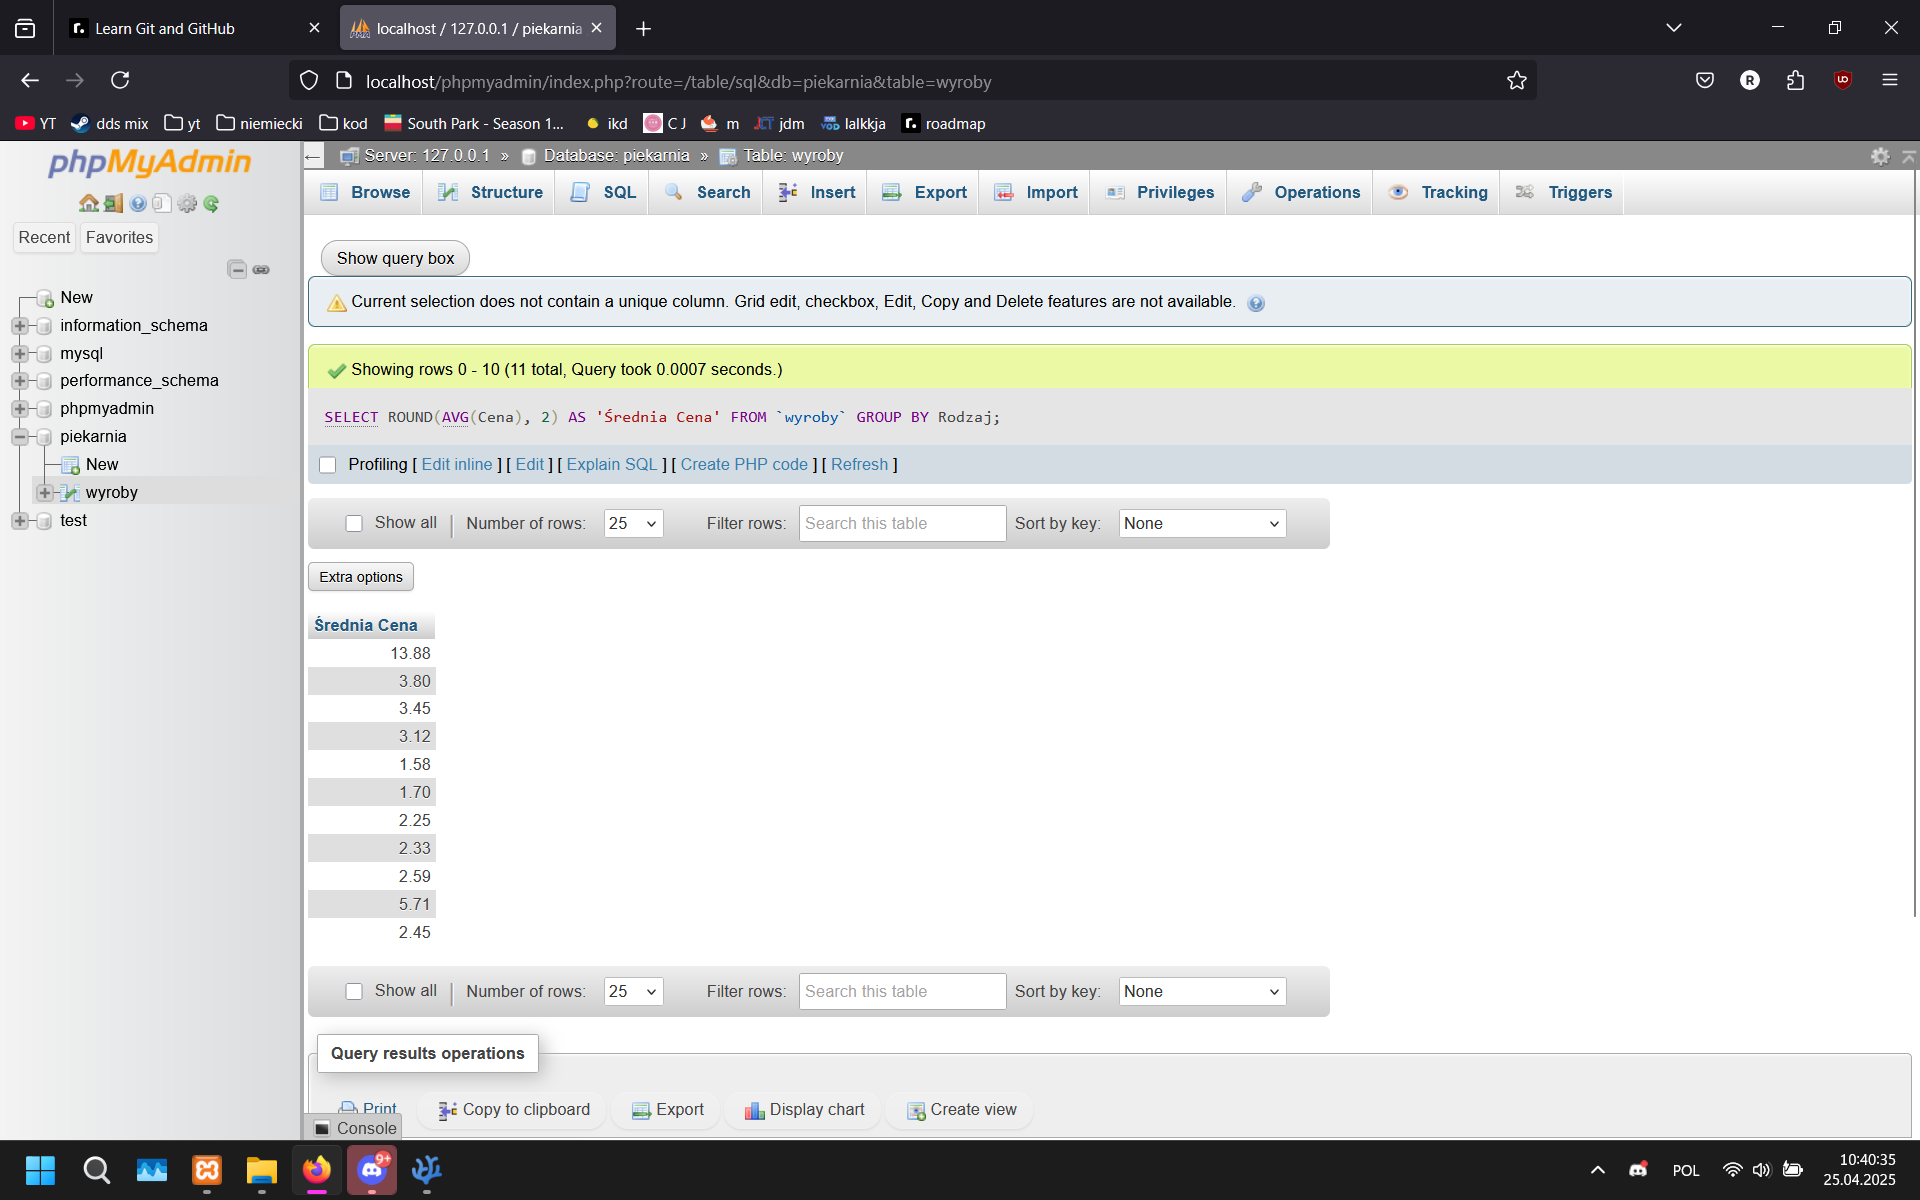 Learn Git and GitHub
localhost / 127.0.0.1 / piekarnia
localhost/phpmyadmin/index.php?route=/table/sql&db=piekarnia&table=wyroby
YT dds mix yt niemiecki kod South Park - Season 1... ikd C J m JCT jdm VOD lalkkja r. roadmap
phpMyAdmin
Recent Favorites
New
information_schema
mysql
performance_schema
phpmyadmin
piekarnia
New
wyroby
test
Server: 127.0.0.1 » Database: piekarnia » Table: wyroby
Browse Structure SQL Search Insert Export Import Privileges Operations Tracking Triggers
Show query box
Current selection does not contain a unique column. Grid edit, checkbox, Edit, Copy and Delete features are not available.
Showing rows 0 - 10 (11 total, Query took 0.0007 seconds.)
SELECT ROUND(AVG(Cena), 2) AS 'Średnia Cena' FROM `wyroby` GROUP BY Rodzaj;
Profiling [ Edit inline ] [ Edit ] [ Explain SQL ] [ Create PHP code ] [ Refresh ]
Show all Number of rows: 25 Filter rows: Search this table Sort by key: None
Extra options
Średnia Cena
13.88
3.80
3.45
3.12
1.58
1.70
2.25
2.33
2.59
5.71
2.45
Show all Number of rows: 25 Filter rows: Search this table Sort by key: None
Query results operations
Print Copy to clipboard Export Display chart Create view
Console
9+
POL
10:40:35
25.04.2025